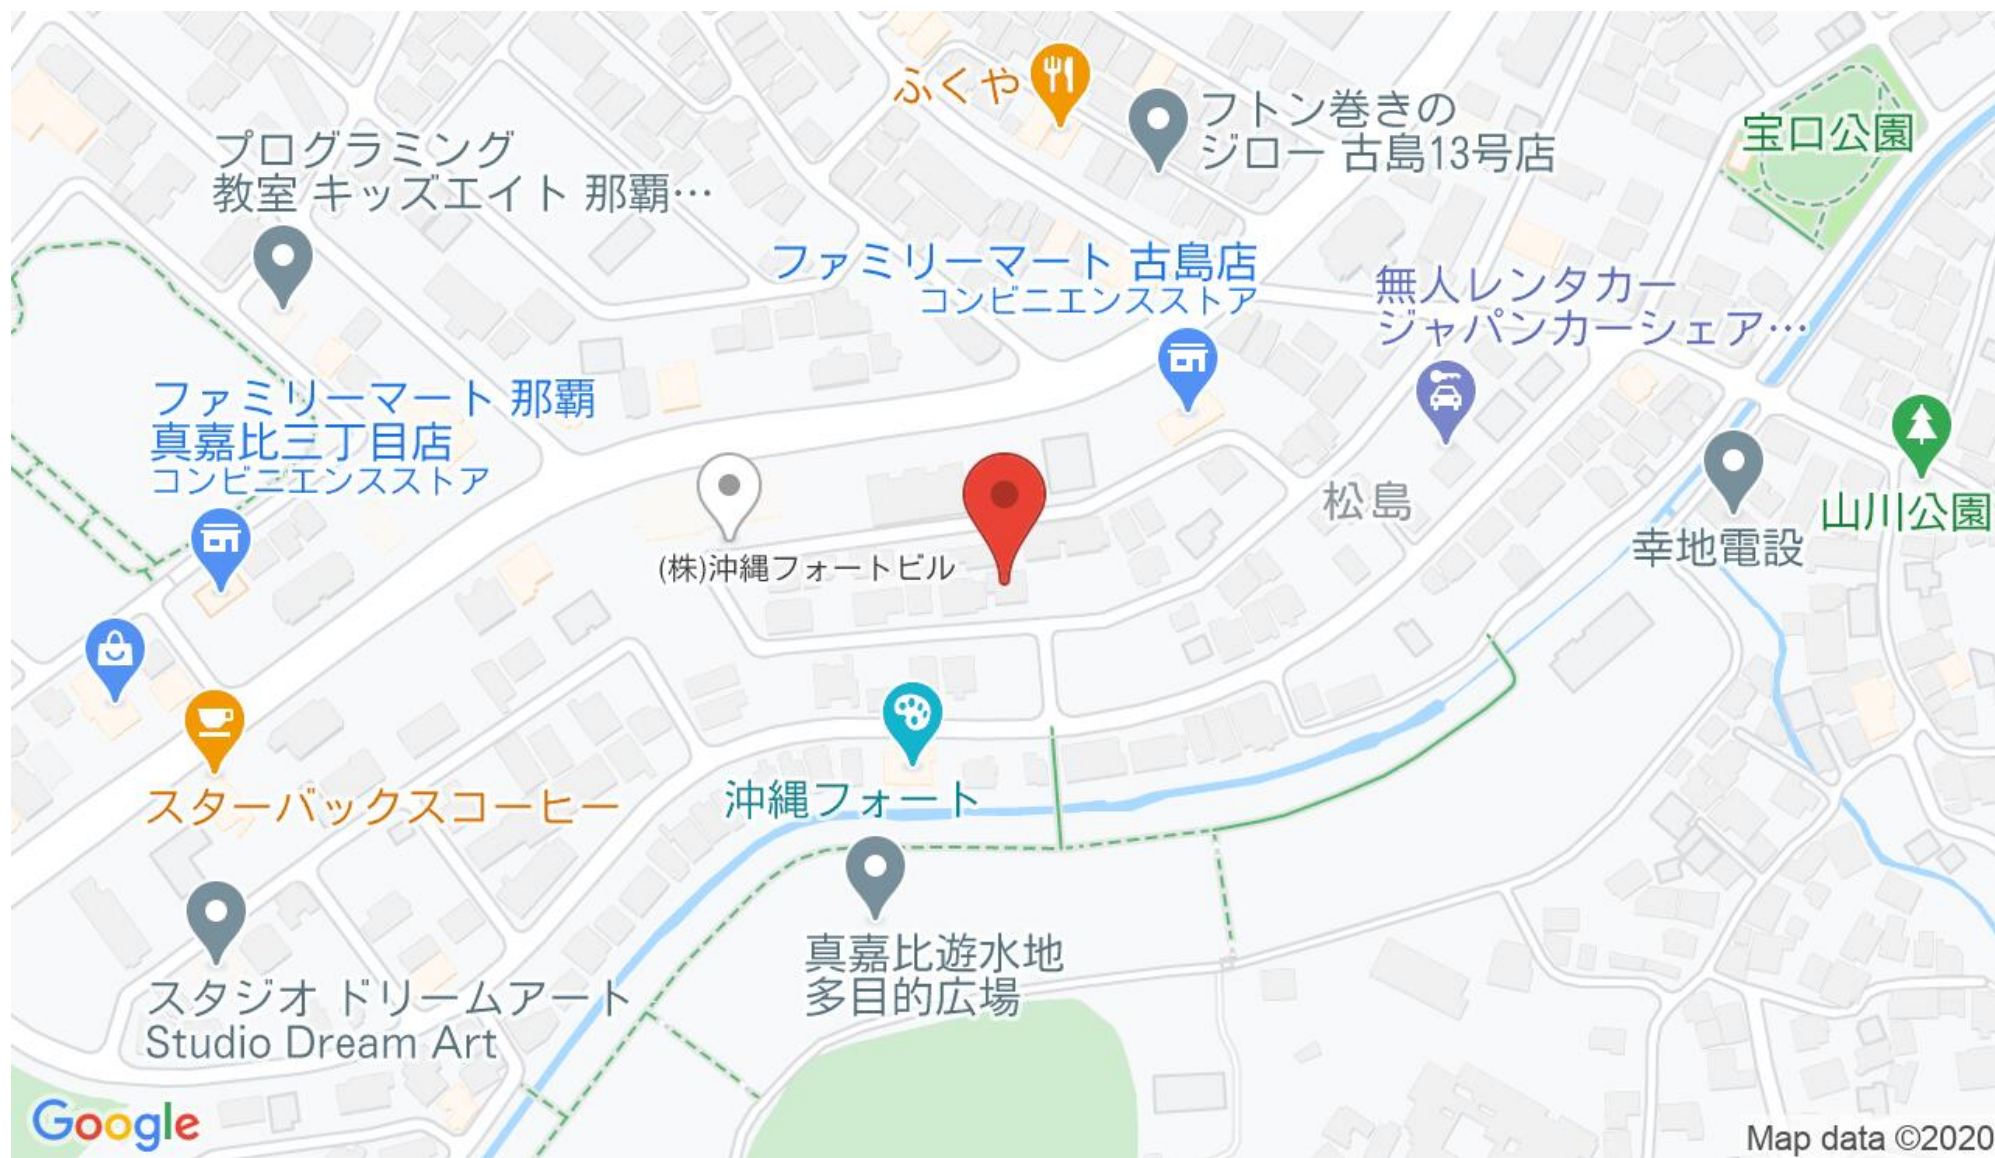 ふくや
フトン巻きの
ジロー 古島13号店
宝口公園
プログラミング
教室 キッズエイト 那覇…
ファミリーマート 古島店
コンビニエンスストア
無人レンタカー
ジャパンカーシェア…
ファミリーマート 那覇
真嘉比三丁目店
コンビニエンスストア
松島
山川公園
幸地電設
(株)沖縄フォートビル
スターバックスコーヒー
沖縄フォート
真嘉比遊水地
多目的広場
スタジオ ドリームアート
Studio Dream Art
Google
Map data ©2020